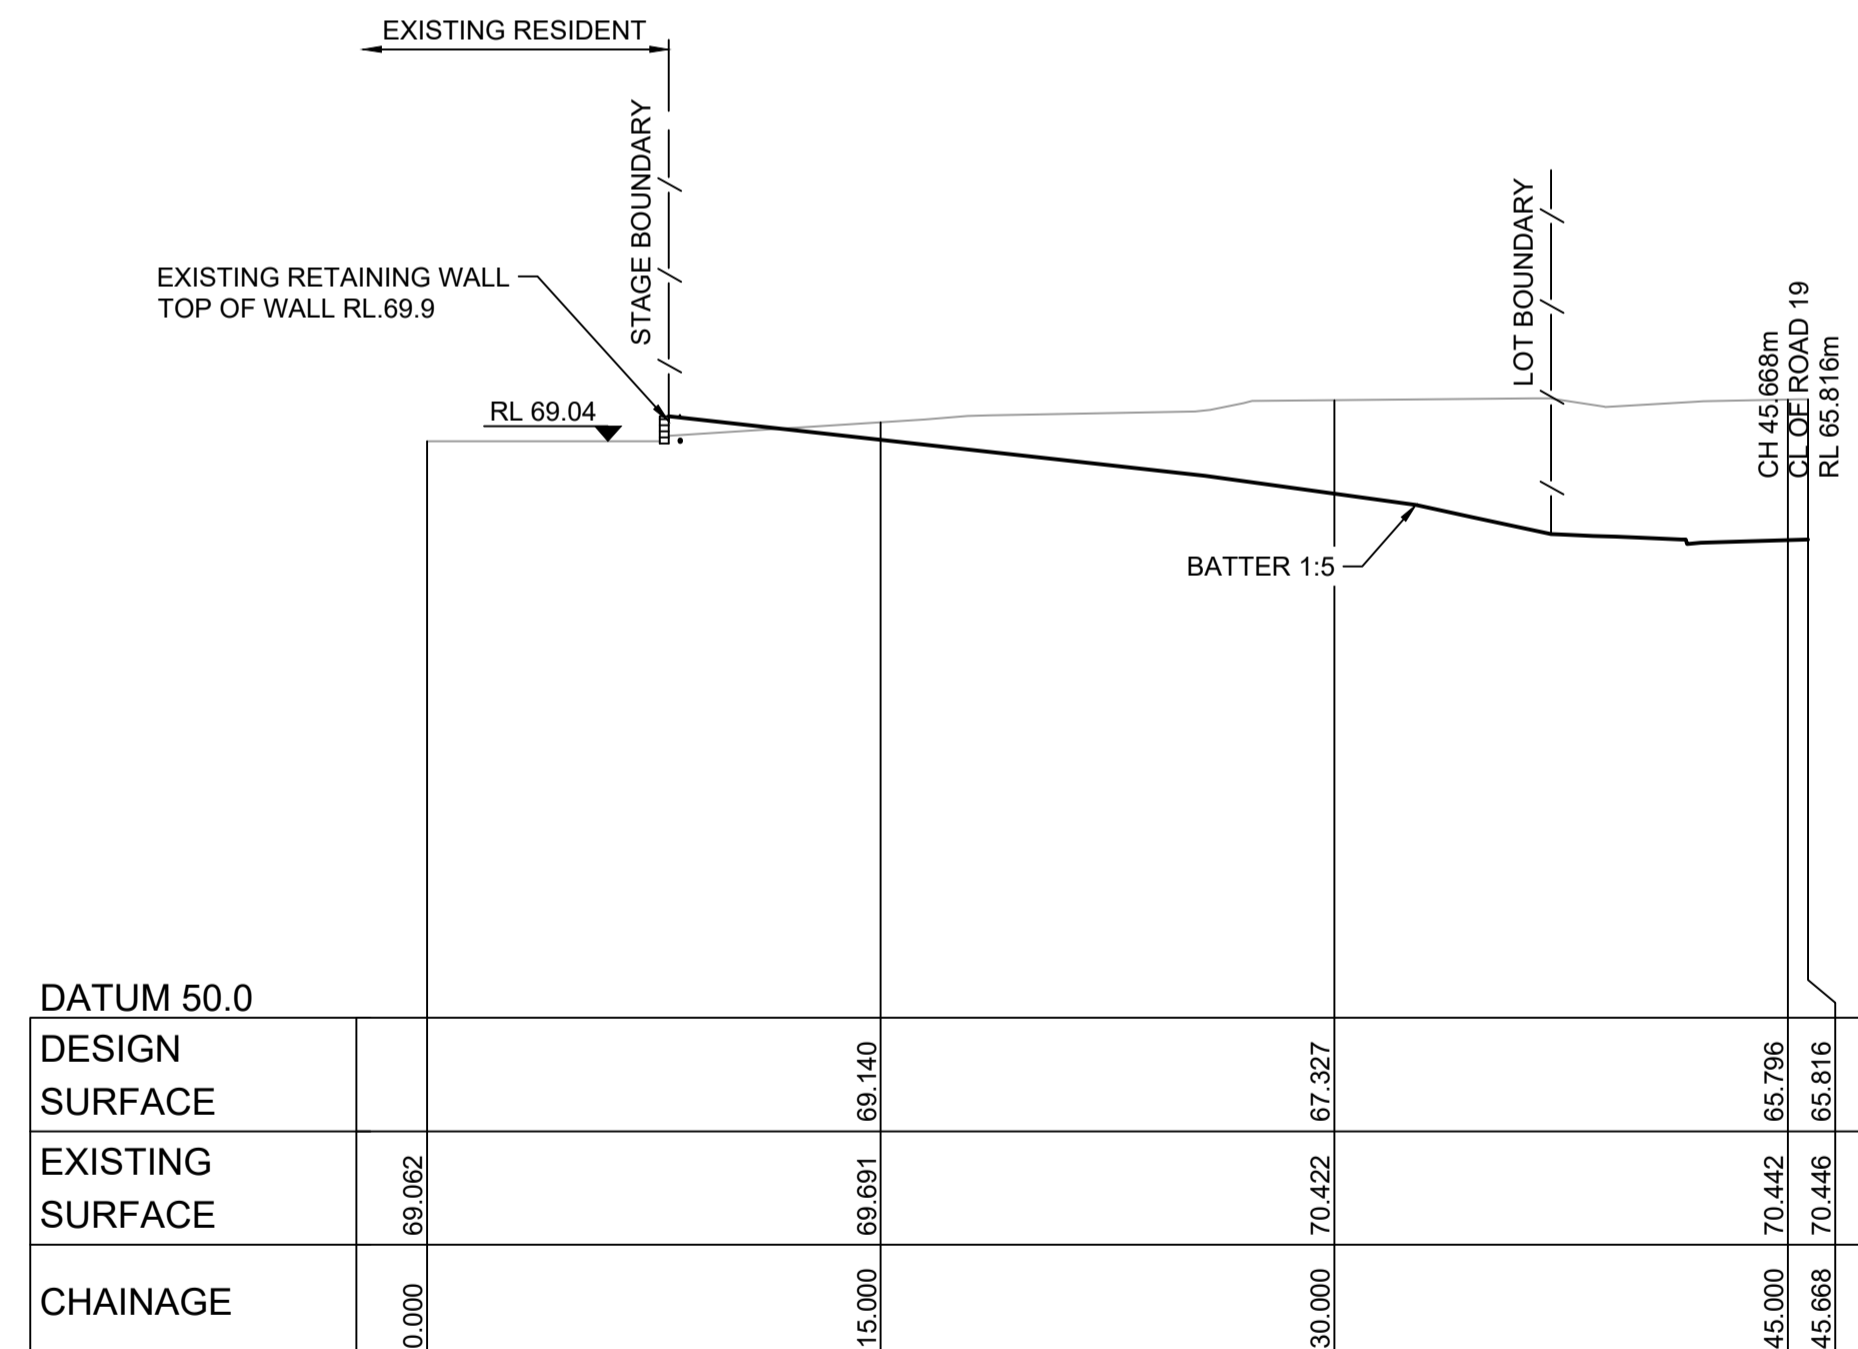 EXISTING RESIDENT
STAGE BOUNDARY
EXISTING RETAINING WALL
TOP OF WALL RL.69.9
RL 69.04
LOT BOUNDARY
CH 45.668m
CL OF ROAD 19
RL 65.816m
BATTER 1:5
DATUM 50.0
DESIGN
SURFACE
69.140
67.327
65.796
65.816
EXISTING
SURFACE
69.062
69.691
70.422
70.442
70.446
CHAINAGE
0.000
15.000
30.000
45.000
45.668